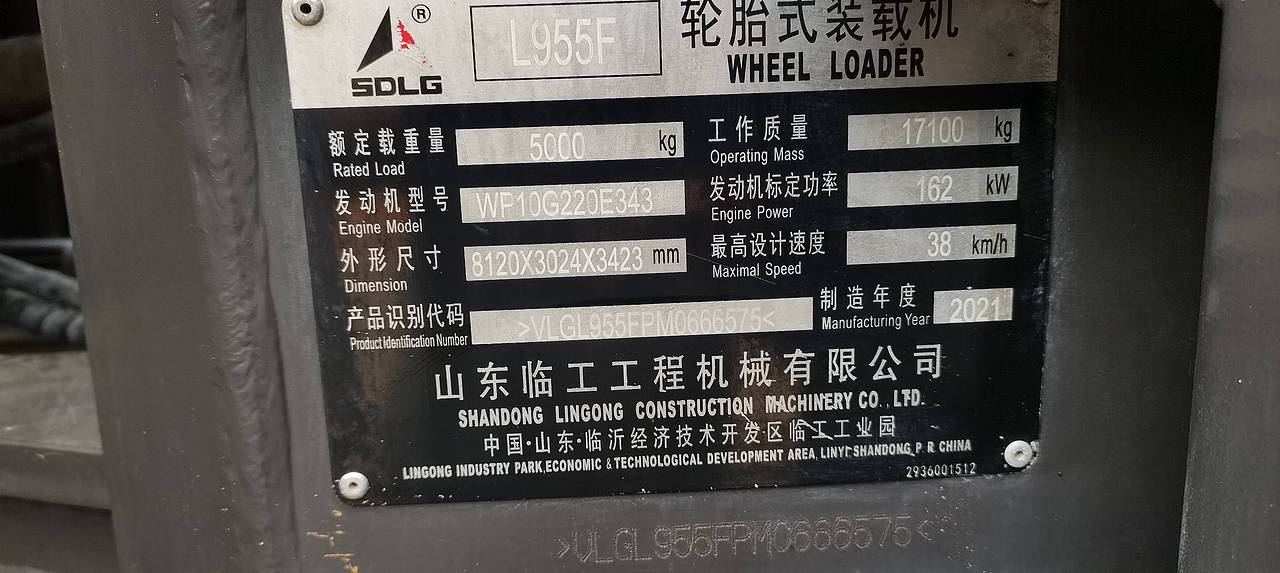 SDLG ®
L955F
轮胎式装载机
WHEEL LOADER
额定载重量 5000 kg
Rated Load
工作质量 17100 kg
Operating Mass
发动机型号 WP10G220E343
Engine Model
发动机标定功率 162 kW
Engine Power
外形尺寸 8120X3024X3423 mm
Dimension
最高设计速度 38 km/h
Maximal Speed
产品识别代码 >VLGL955FPM0666575<
Product Identification Number
制造年度 2021
Manufacturing Year
山东临工工程机械有限公司
SHANDONG LINGONG CONSTRUCTION MACHINERY CO., LTD.
中国·山东·临沂经济技术开发区临工工业园
LINGONG INDUSTRY PARK,ECONOMIC & TECHNOLOGICAL DEVELOPMENT AREA, LINYI SHANDONG, P. R. CHINA
2936001512
>VLGL955FPM0666575<